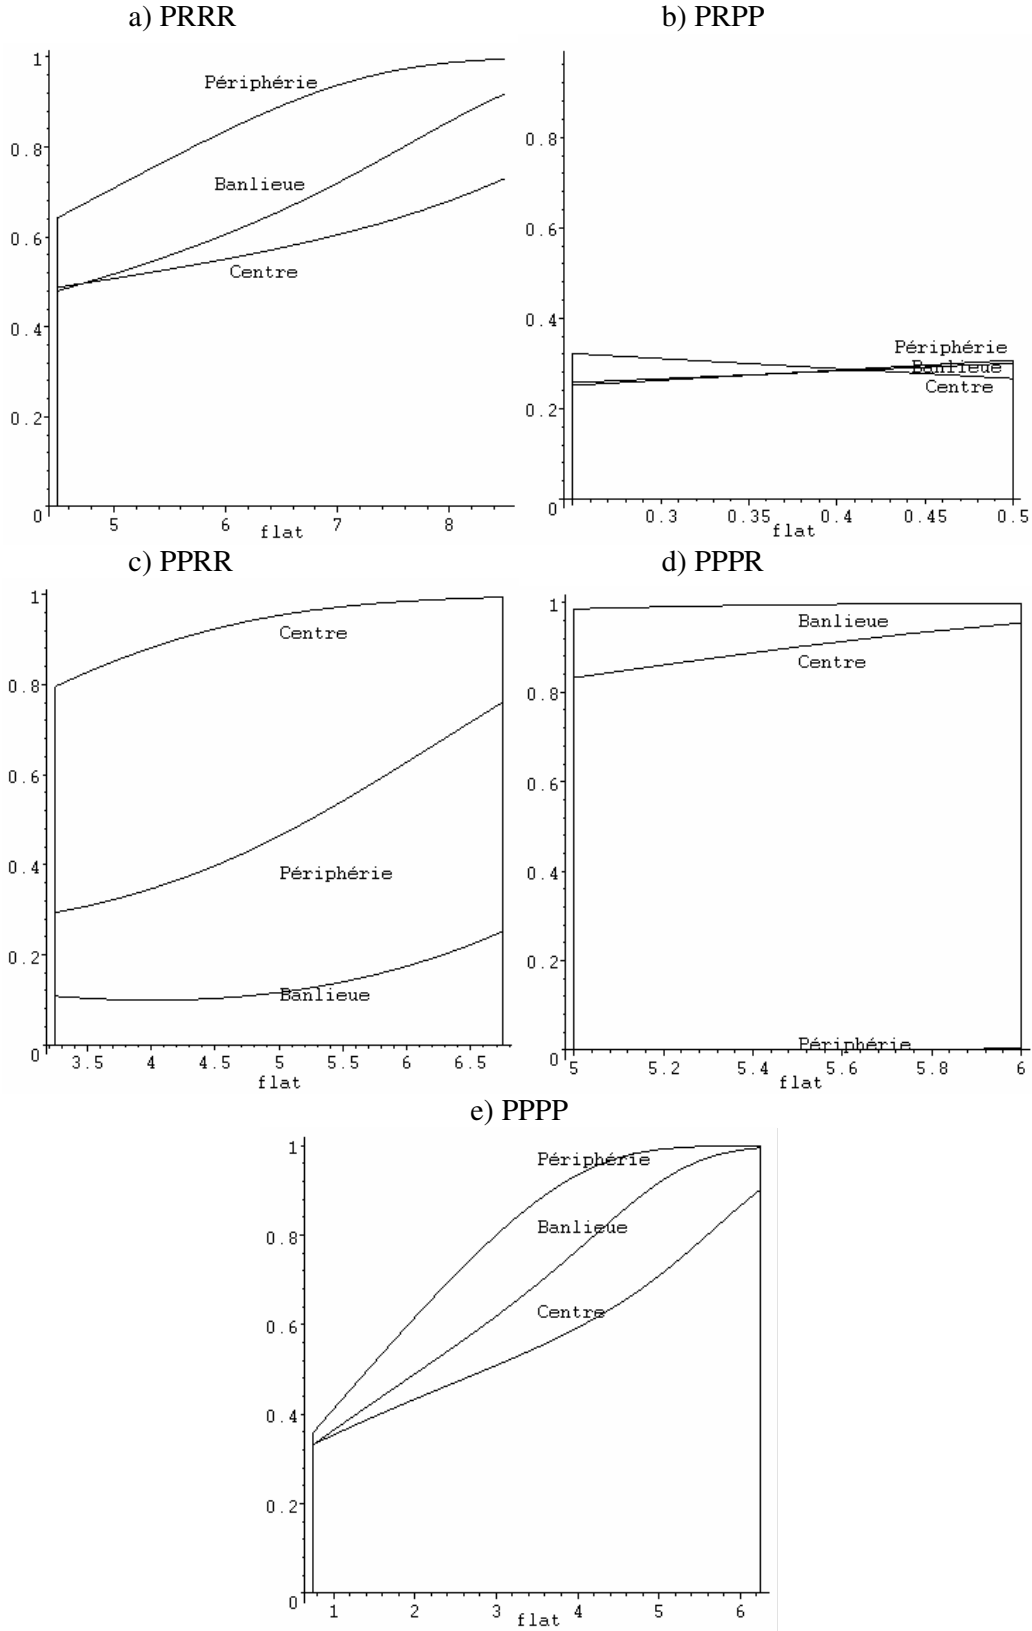 a) PRRR
b) PRPP
1
Périphérie
0.8
Banlieue
0.6
Centre
0.4
0.2
0
5
6
7
8
flat
0.8
0.6
0.4
Périphérie
Banlieue
Centre
0.2
0
0.3
0.35
0.4
0.45
0.5
flat
c) PPRR
d) PPPR
1
Centre
0.8
0.6
0.4
Périphérie
0.2
Banlieue
0
3.5
4
4.5
5
5.5
6
6.5
flat
1
Banlieue
Centre
0.8
0.6
0.4
0.2
Périphérie
0
5
5.2
5.4
5.6
5.8
6
flat
e) PPPP
1
Périphérie
Banlieue
0.8
Centre
0.6
0.4
0.2
0
1
2
3
4
5
6
flat